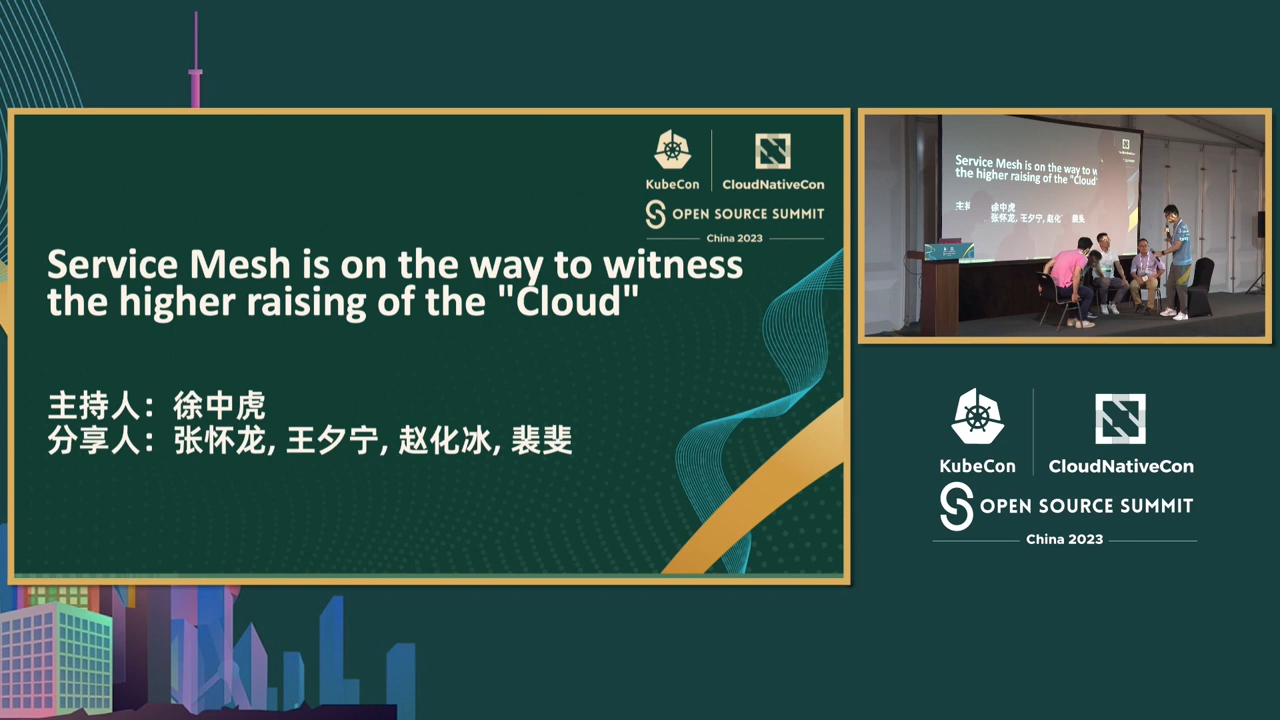 KubeCon
CloudNativeCon
OPEN SOURCE SUMMIT
China 2023
Service Mesh is on the way to witness
the higher raising of the "Cloud"
主持人：徐中虎
分享人：张怀龙, 王夕宁, 赵化冰, 裴斐
Service Mesh is on the way to w
the higher raising of the "Cloud"
徐中虎
张怀龙, 王夕宁, 赵化
KubeCon
CloudNativeCon
OPEN SOURCE SUMMIT
China 2023